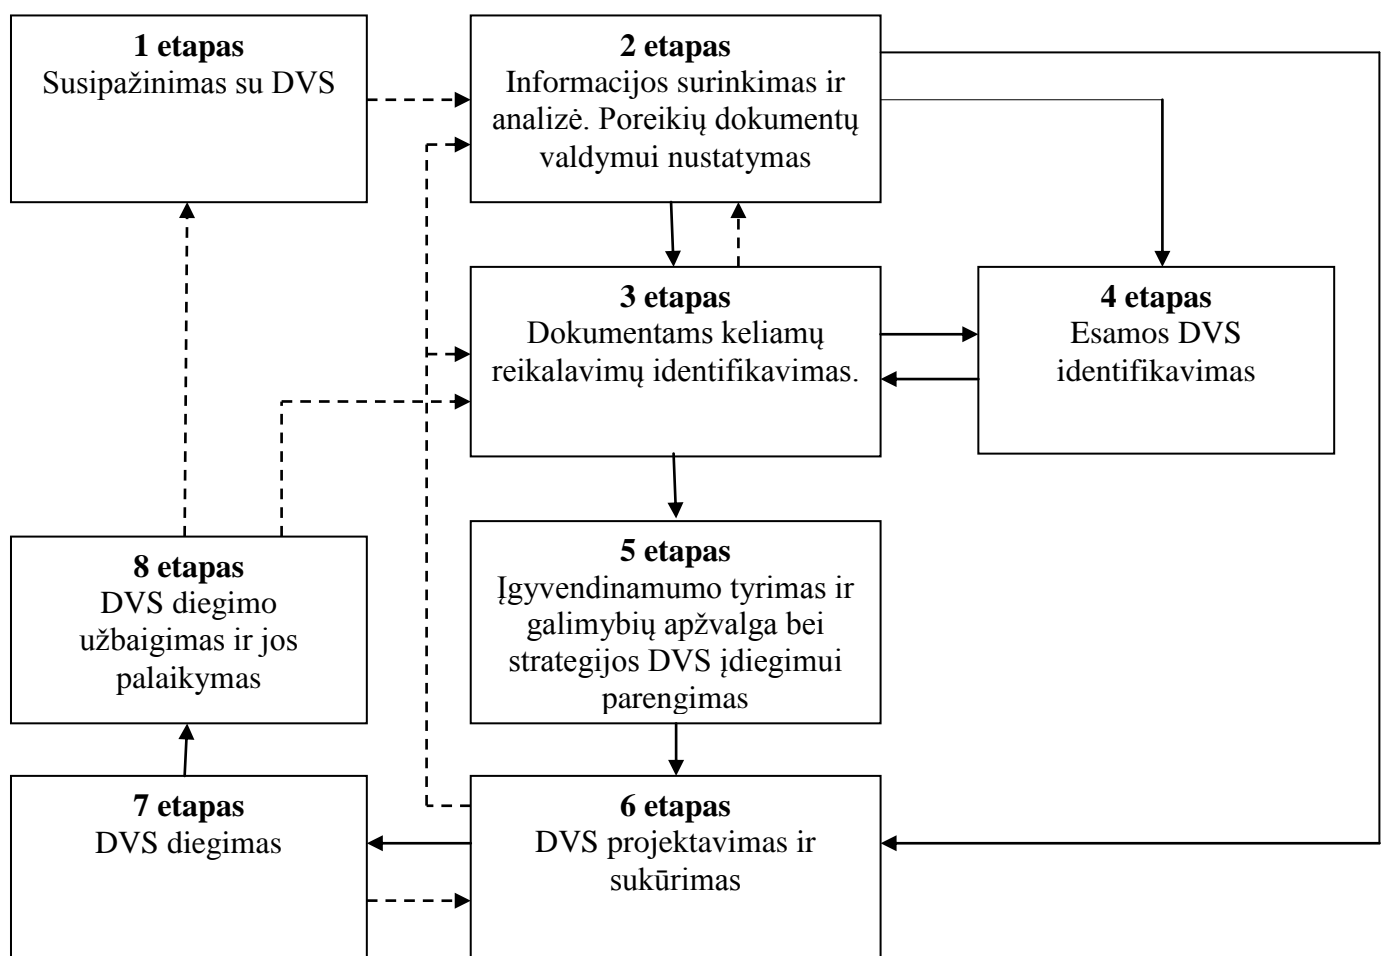 1 etapas
Susipažinimas su DVS
2 etapas
Informacijos surinkimas ir
analizė. Poreikių dokumentų
valdymui nustatymas
3 etapas
Dokumentams keliamų
reikalavimų identifikavimas.
4 etapas
Esamos DVS
identifikavimas
5 etapas
Įgyvendinamumo tyrimas ir
galimybių apžvalga bei
strategijos DVS įdiegimui
parengimas
8 etapas
DVS diegimo
užbaigimas ir jos
palaikymas
7 etapas
DVS diegimas
6 etapas
DVS projektavimas ir
sukūrimas